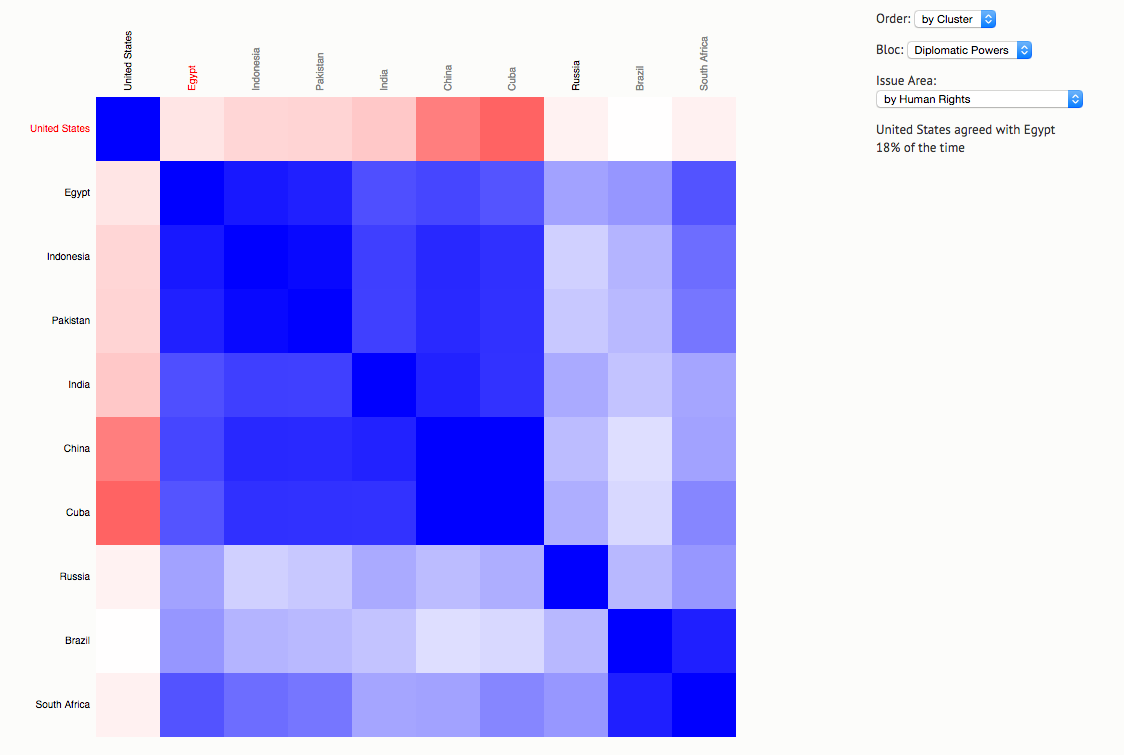 Order: by Cluster
Bloc: Diplomatic Powers
Issue Area:
by Human Rights
United States agreed with Egypt
18% of the time
United States
Egypt
Indonesia
Pakistan
India
China
Cuba
Russia
Brazil
South Africa
United States
Egypt
Indonesia
Pakistan
India
China
Cuba
Russia
Brazil
South Africa